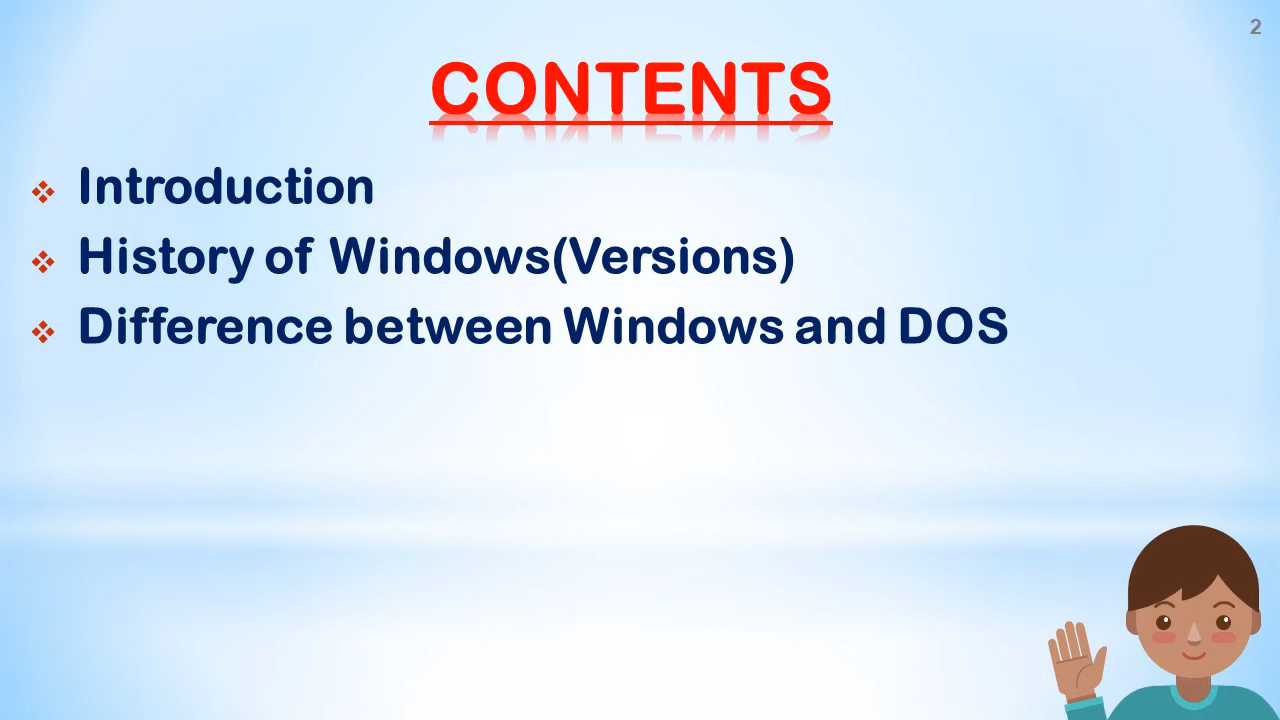 2
CONTENTS
❖ Introduction
❖ History of Windows(Versions)
❖ Difference between Windows and DOS